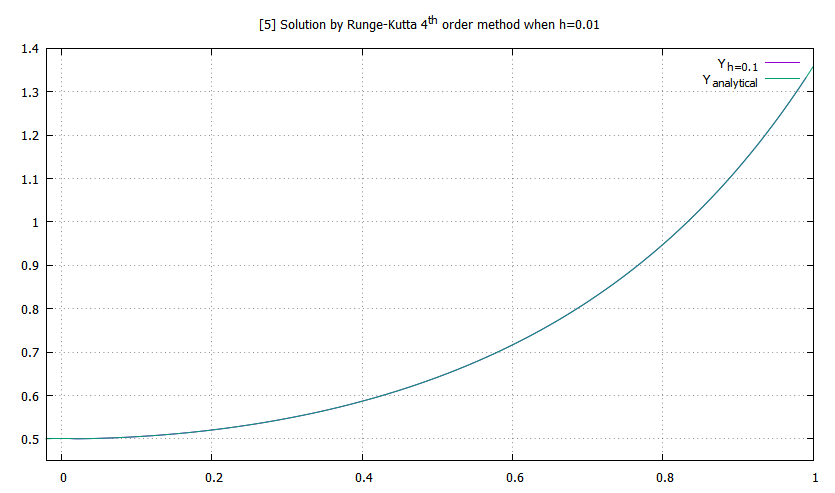 [5] Solution by Runge-Kutta 4th order method when h=0.01
Y h=0.1
Y analytical
1.4
1.3
1.2
1.1
1
0.9
0.8
0.7
0.6
0.5
0 0.2 0.4 0.6 0.8 1